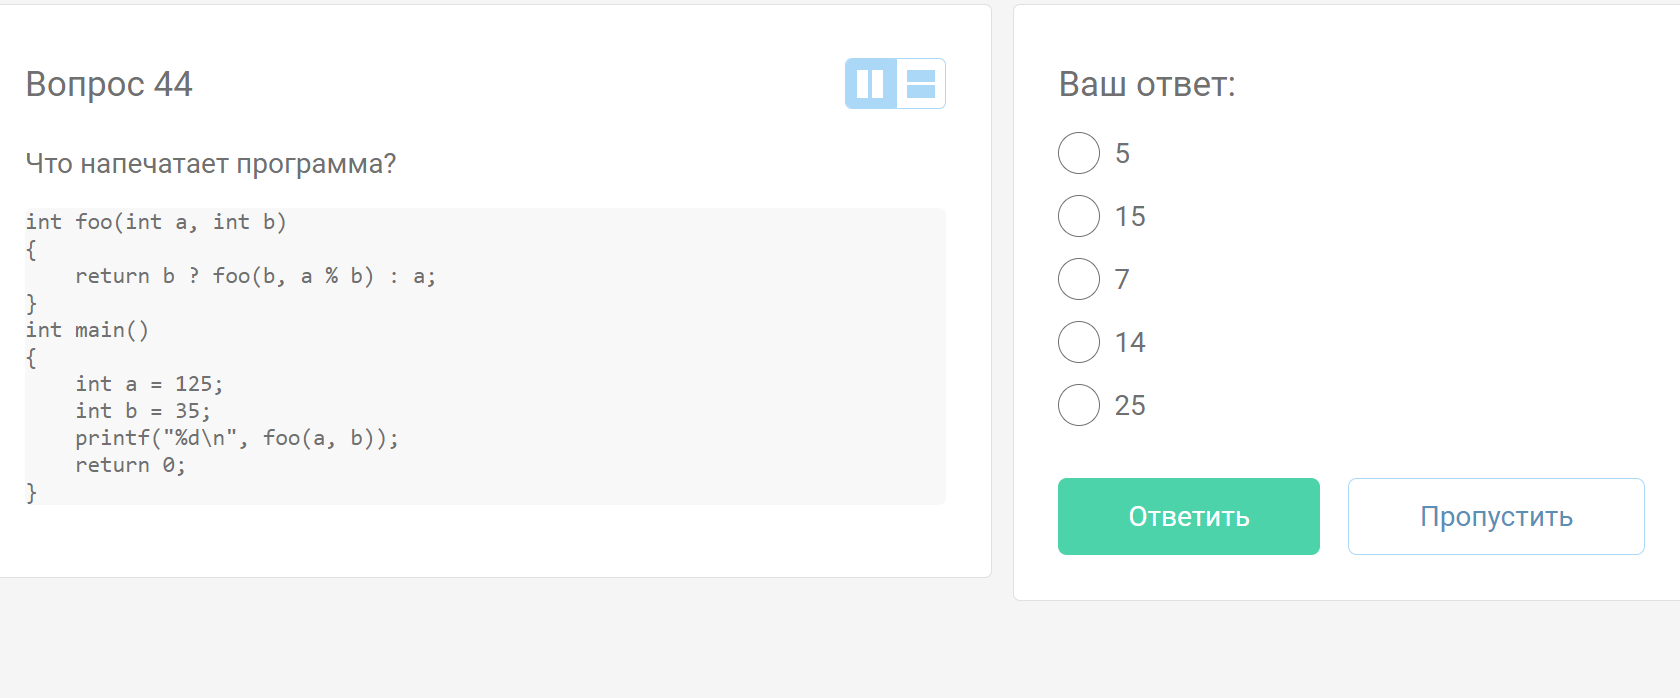 Вопрос 44
Что напечатает программа?
int foo(int a, int b)
{
    return b ? foo(b, a % b) : a;
}
int main()
{
    int a = 125;
    int b = 35;
    printf("%d\n", foo(a, b));
    return 0;
}
Ваш ответ:
5
15
7
14
25
Ответить
Пропустить